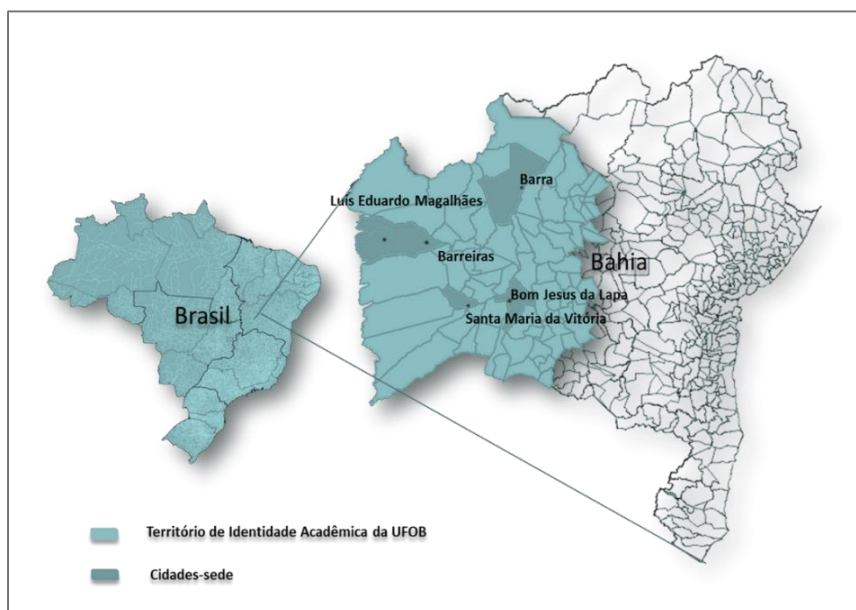 Barra
Luís Eduardo Magalhães
Barreiras
Bahia
Bom Jesus da Lapa
Brasil
Santa Maria da Vitória
Território de Identidade Acadêmica da UFOB
Cidades-sede